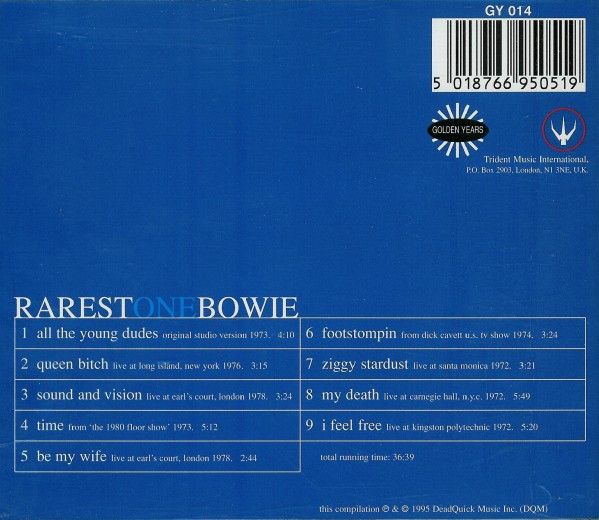 GY 014
5 018766 950519
GOLDEN YEARS
Trident Music International,
P.O. Box 2903, London, N1 3NE, U.K.
RARESTONEBOWIE
1 all the young dudes original studio version 1973. 4:10
2 queen bitch live at long island, new york 1976. 3:15
3 sound and vision live at earl's court, london 1978. 3:24
4 time from 'the 1980 floor show' 1973. 5:12
5 be my wife live at earl's court, london 1978. 2:44
6 footstompin from dick cavett u.s. tv show 1974. 3:24
7 ziggy stardust live at santa monica 1972. 3:21
8 my death live at carnegie hall, n.y.c. 1972. 5:49
9 i feel free live at kingston polytechnic 1972. 5:20
total running time: 36:39
this compilation ℗ & © 1995 DeadQuick Music Inc. (DQM)